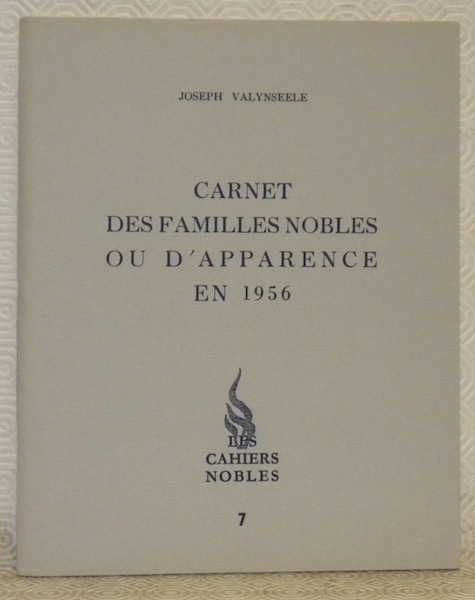 JOSEPH VALYNSEELE
CARNET
DES FAMILLES NOBLES
OU D'APPARENCE
EN 1956
LES
CAHIERS
NOBLES
7